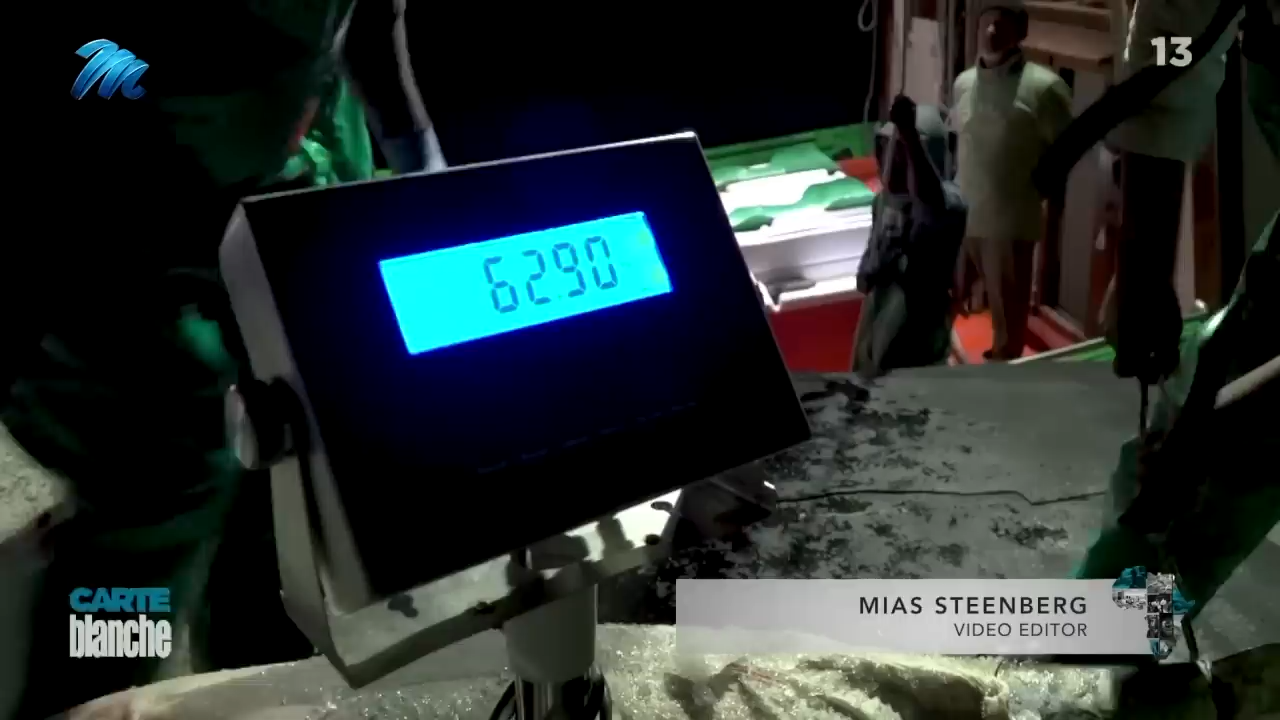 13
6290
CARTE
blanche
MIAS STEENBERG
VIDEO EDITOR